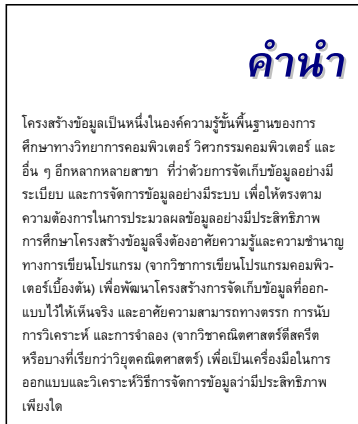 คำนำ
โครงสร้างข้อมูลเป็นหนึ่งในองค์ความรู้ขั้นพื้นฐานของการ
ศึกษาทางวิทยาการคอมพิวเตอร์ วิศวกรรมคอมพิวเตอร์ และ
อื่น ๆ อีกหลากหลายสาขา ที่ว่าด้วยการจัดเก็บข้อมูลอย่างมี
ระเบียบ และการจัดการข้อมูลอย่างมีระบบ เพื่อให้ตรงตาม
ความต้องการในการประมวลผลข้อมูลอย่างมีประสิทธิภาพ
การศึกษาโครงสร้างข้อมูลจึงต้องอาศัยความรู้และความชำนาญ
ทางการเขียนโปรแกรม (จากวิชาการเขียนโปรแกรมคอมพิว-
เตอร์เบื้องต้น) เพื่อพัฒนาโครงสร้างการจัดเก็บข้อมูลที่ออก-
แบบไว้ให้เห็นจริง และอาศัยความสามารถทางตรรก การนับ
การวิเคราะห์ และการจำลอง (จากวิชาคณิตศาสตร์ดีสครีต
หรือบางที่เรียกว่าวิยุตคณิตศาสตร์) เพื่อเป็นเครื่องมือในการ
ออกแบบและวิเคราะห์วิธีการจัดการข้อมูลว่ามีประสิทธิภาพ
เพียงใด